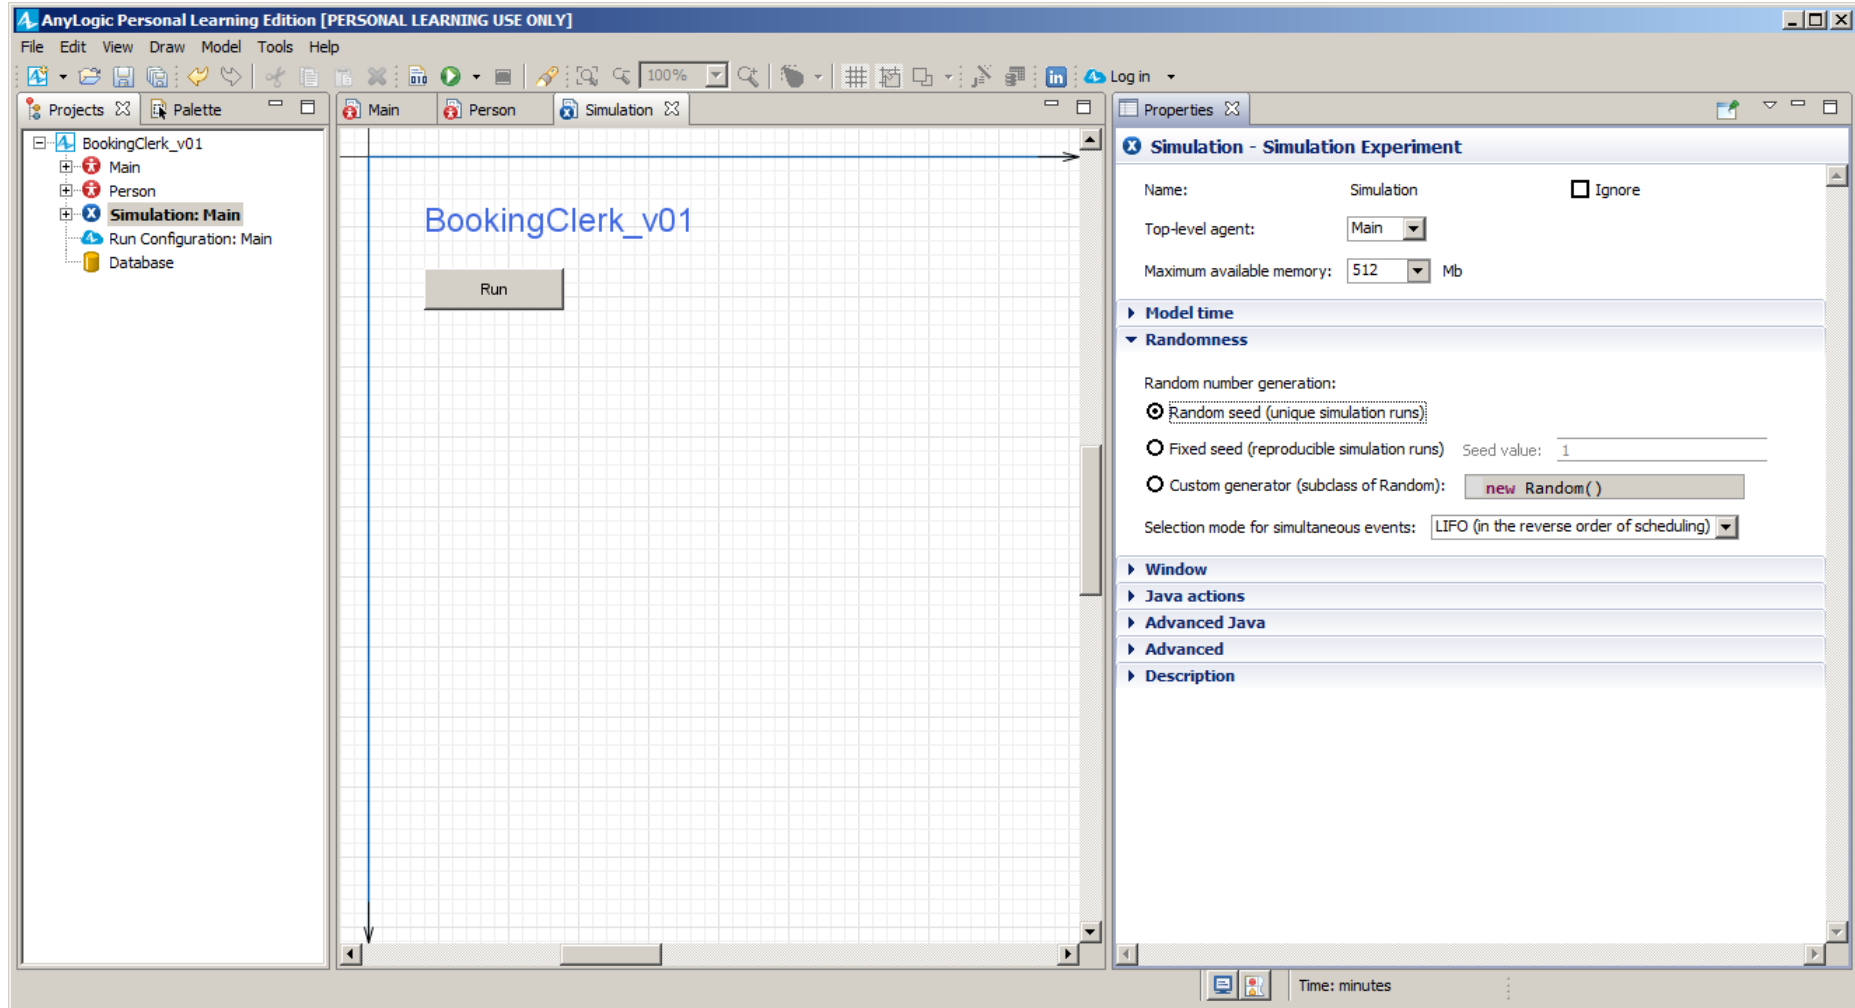 AnyLogic Personal Learning Edition [PERSONAL LEARNING USE ONLY]
File Edit View Draw Model Tools Help
100% in Log in
Projects Palette
BookingClerk_v01
Main
Person
Simulation: Main
Run Configuration: Main
Database
Main Person Simulation
BookingClerk_v01
Run
Properties
Simulation - Simulation Experiment
Name: Simulation Ignore
Top-level agent: Main
Maximum available memory: 512 Mb
Model time
Randomness
Random number generation:
Random seed (unique simulation runs)
Fixed seed (reproducible simulation runs) Seed value: 1
Custom generator (subclass of Random): new Random()
Selection mode for simultaneous events: LIFO (in the reverse order of scheduling)
Window
Java actions
Advanced Java
Advanced
Description
Time: minutes